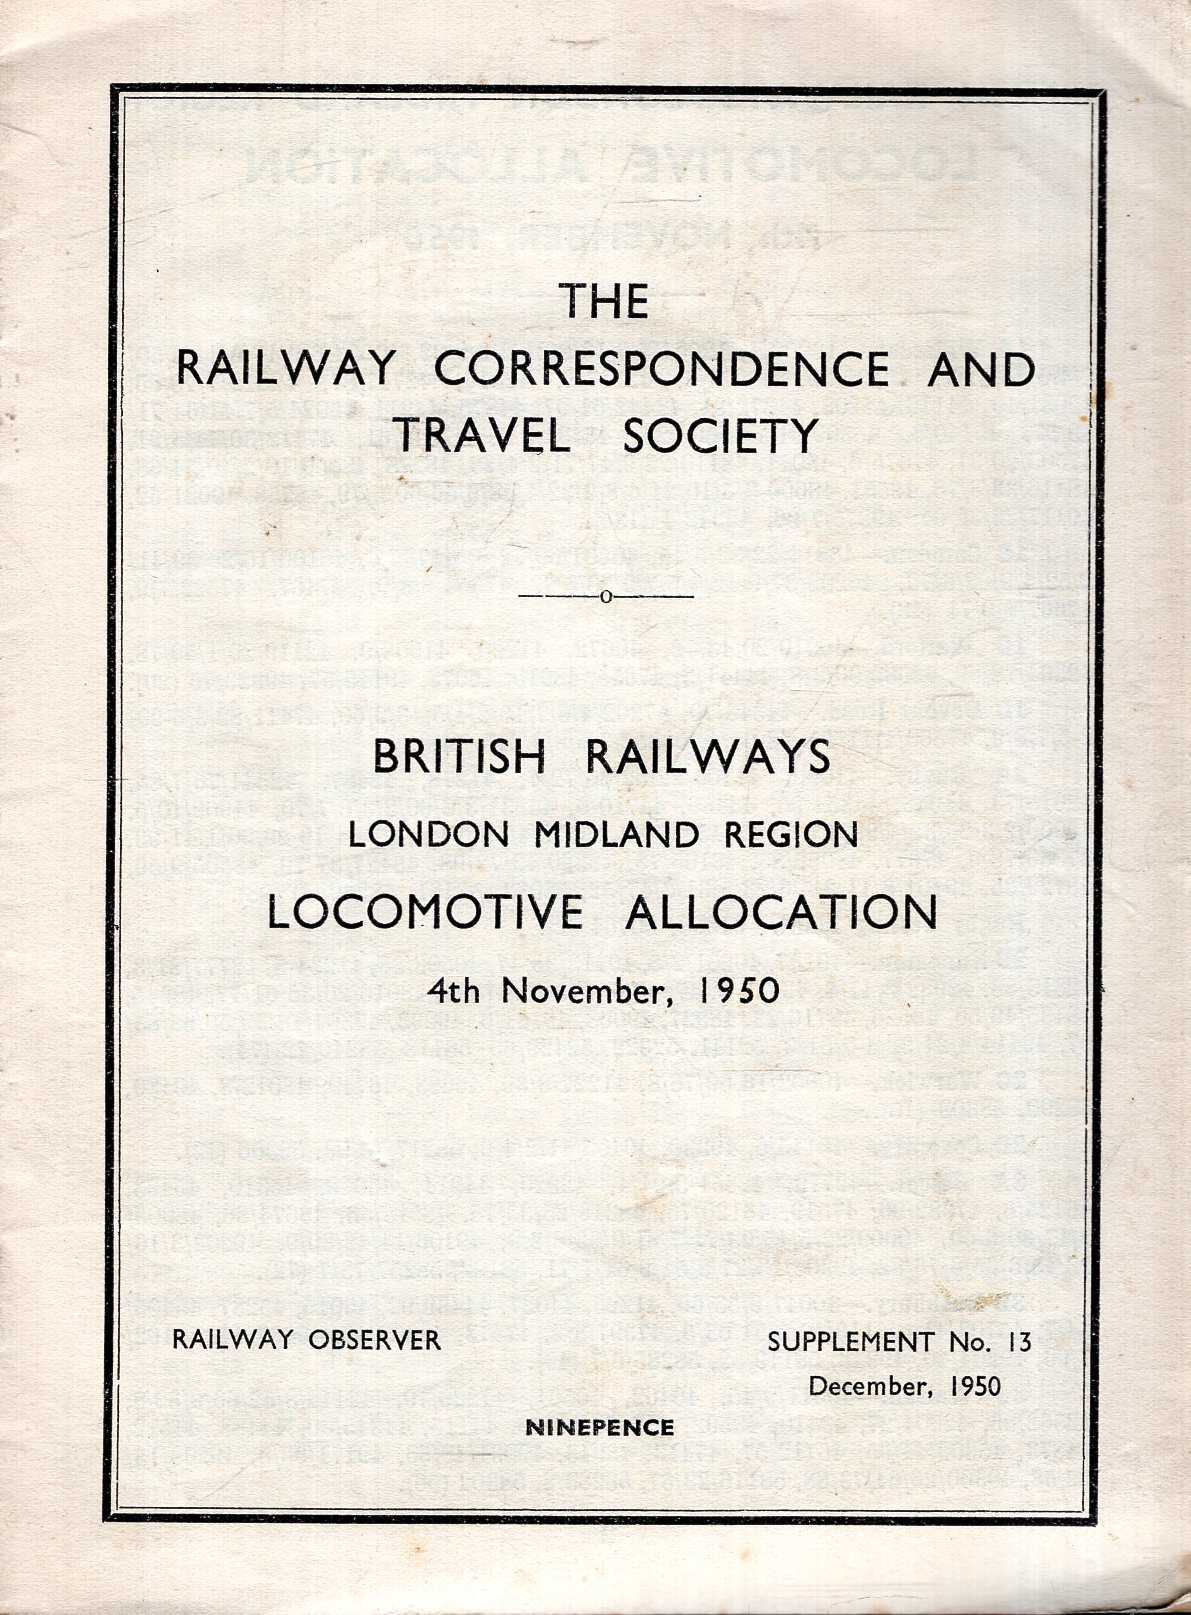 THE
RAILWAY CORRESPONDENCE AND
TRAVEL SOCIETY
BRITISH RAILWAYS
LONDON MIDLAND REGION
LOCOMOTIVE ALLOCATION
4th November, 1950
RAILWAY OBSERVER
SUPPLEMENT No. 13
December, 1950
NINEPENCE